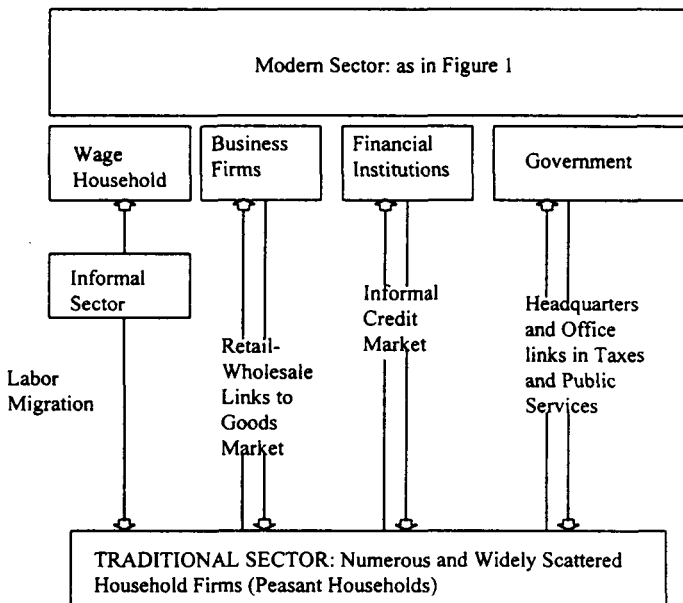 Modern Sector: as in Figure 1
Wage
Household
Business
Firms
Financial
Institutions
Government
Informal
Sector
Labor
Migration
Retail-
Wholesale
Links to
Goods
Market
Informal
Credit
Market
Headquarters
and Office
links in Taxes
and Public
Services
TRADITIONAL SECTOR: Numerous and Widely Scattered
Household Firms (Peasant Households)